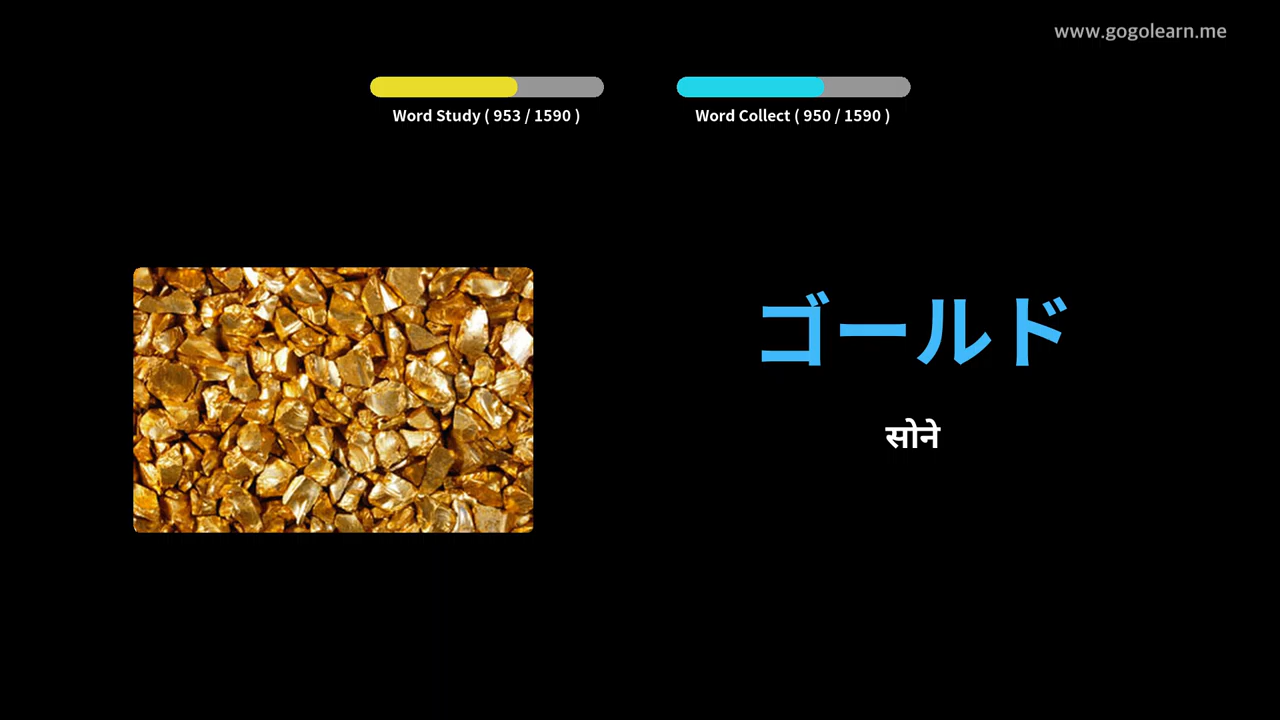 www.gogolearn.me
Word Study ( 953 / 1590 )
Word Collect ( 950 / 1590 )
ゴールド
सोने